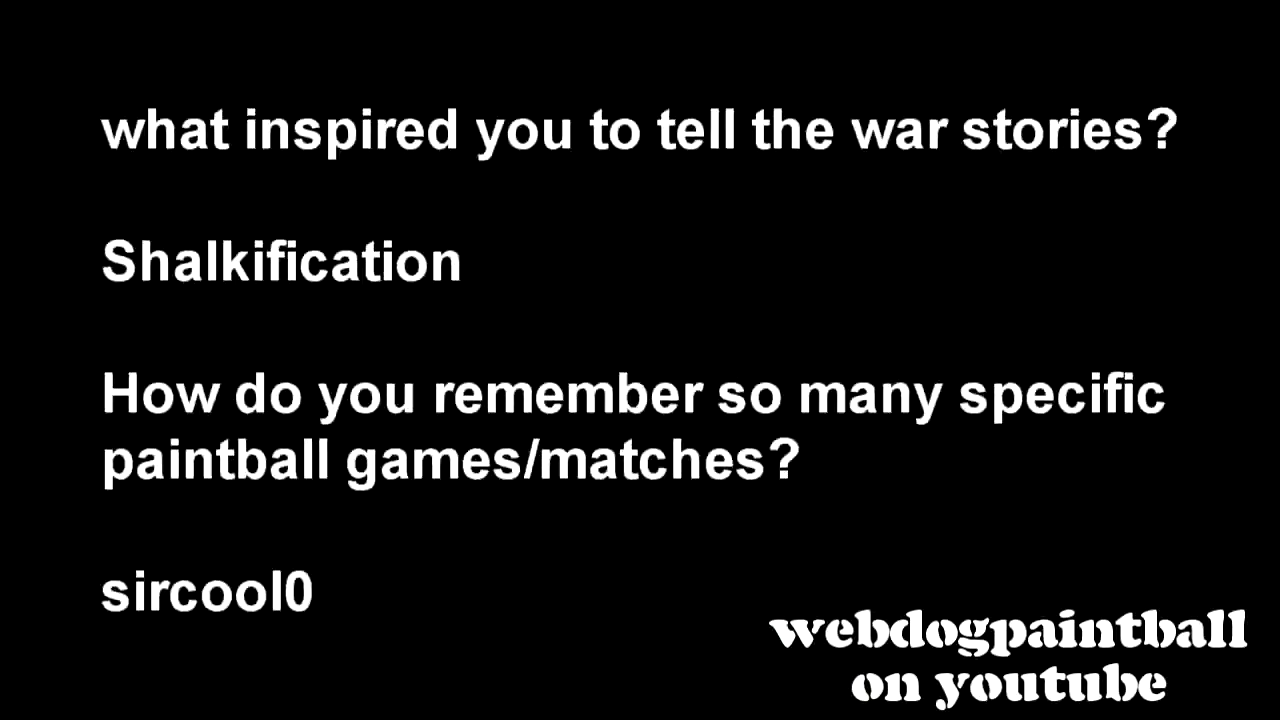 what inspired you to tell the war stories?
Shalkification
How do you remember so many specific
paintball games/matches?
sircool0
webdogpaintball
on youtube